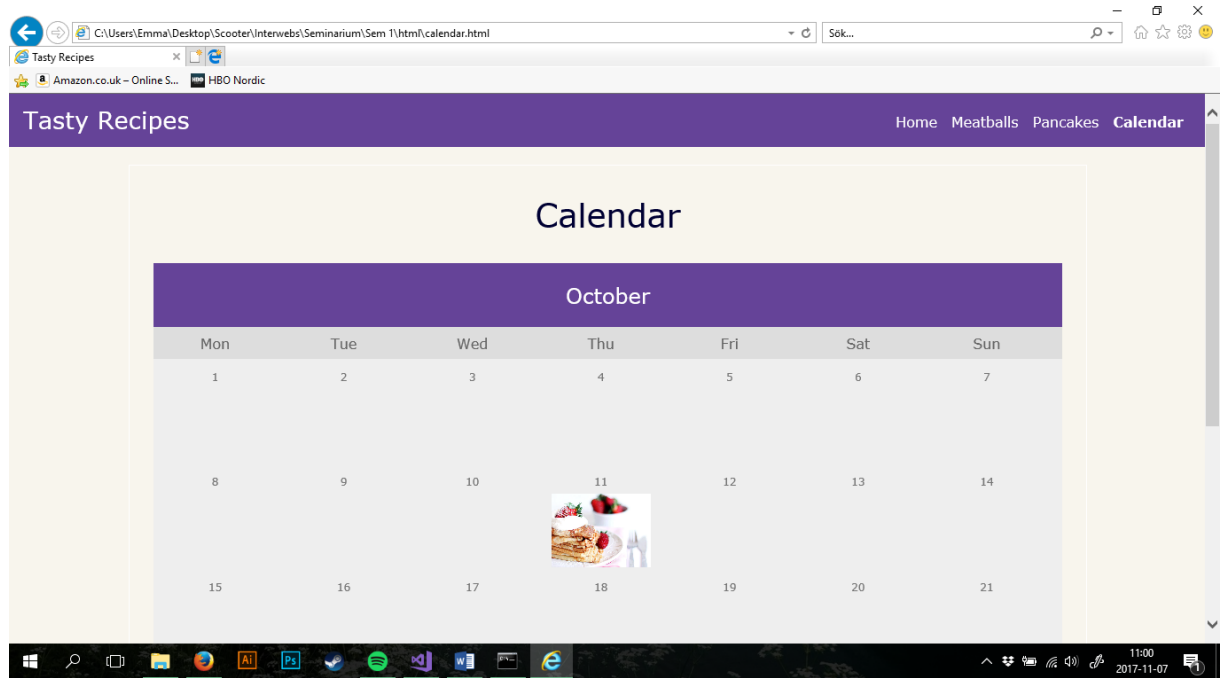 C:\Users\Emma\Desktop\Scooter\Interwebs\Seminarium\Sem 1\html\calendar.html
Sök...
Tasty Recipes
Amazon.co.uk – Online S...
HBO Nordic
Tasty Recipes
Home Meatballs Pancakes Calendar
Calendar
October
Mon Tue Wed Thu Fri Sat Sun
1 2 3 4 5 6 7
8 9 10 11 12 13 14
15 16 17 18 19 20 21
Ai Ps
11:00
2017-11-07
1